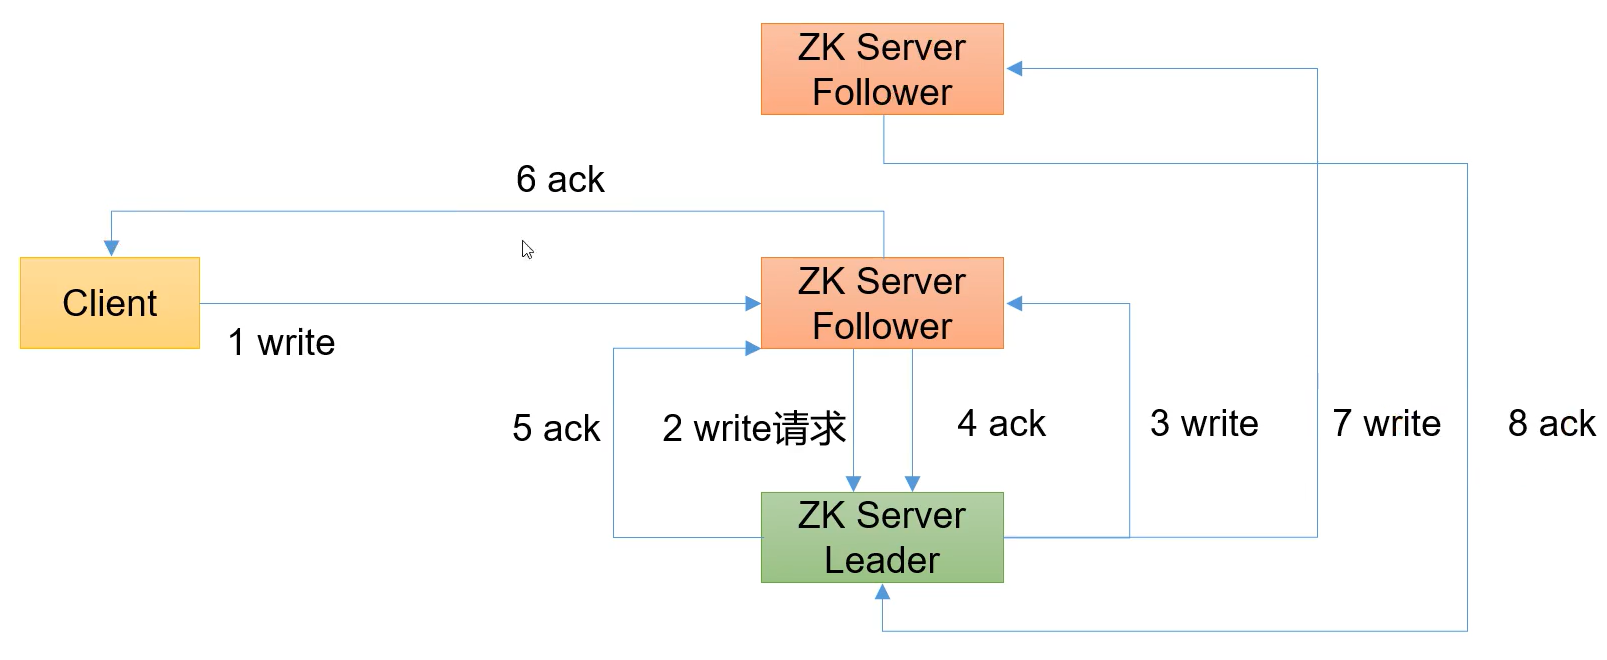 ZK Server
Follower
6 ack
Client
1 write
ZK Server
Follower
5 ack
2 write请求
4 ack
3 write
7 write
8 ack
ZK Server
Leader